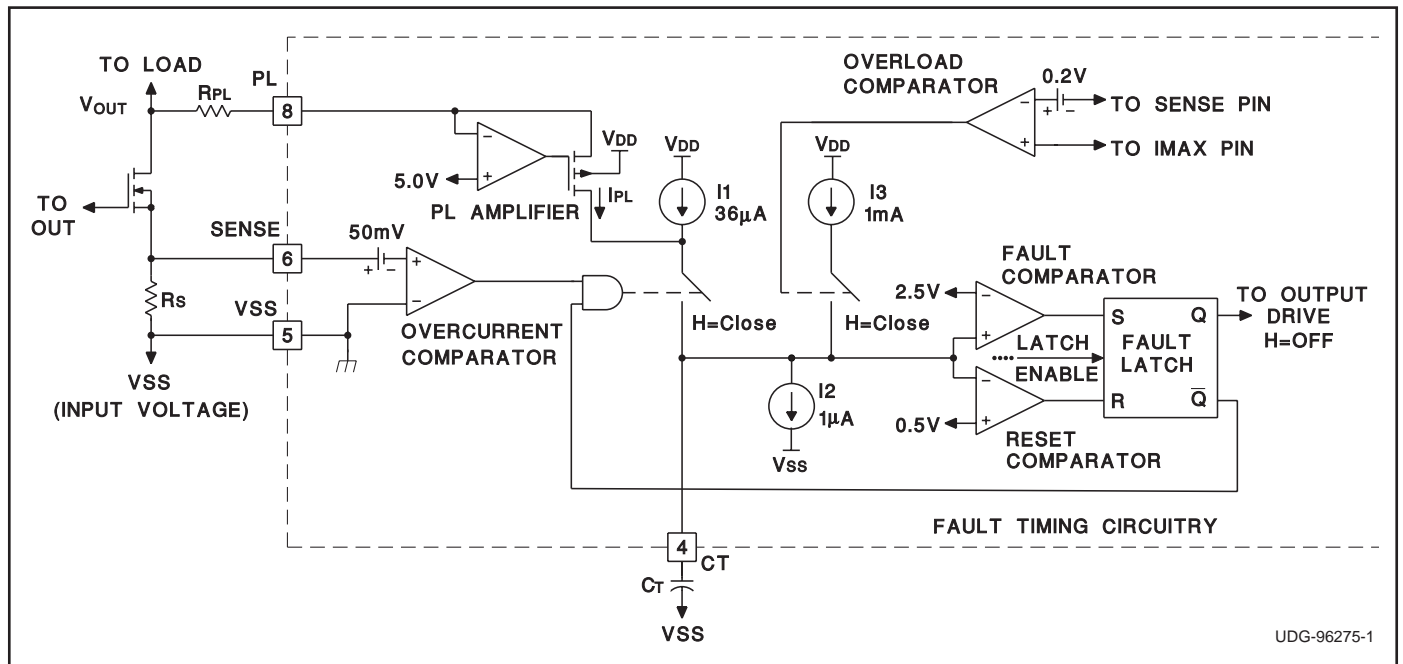 TO LOAD
VOUT
RPL
PL
8
VDD
5.0V
PL AMPLIFIER
IPL
VDD
I1
36µA
OVERLOAD
COMPARATOR
0.2V
TO SENSE PIN
TO IMAX PIN
VDD
I3
1mA
TO
OUT
SENSE
6
50mV
RS
VSS
5
OVERCURRENT
COMPARATOR
H=Close
H=Close
FAULT
COMPARATOR
2.5V
LATCH
ENABLE
S
Q
FAULT
LATCH
R
Q
TO OUTPUT
DRIVE
H=OFF
VSS
(INPUT VOLTAGE)
I2
1µA
VSS
0.5V
RESET
COMPARATOR
FAULT TIMING CIRCUITRY
4
CT
CT
VSS
UDG-96275-1